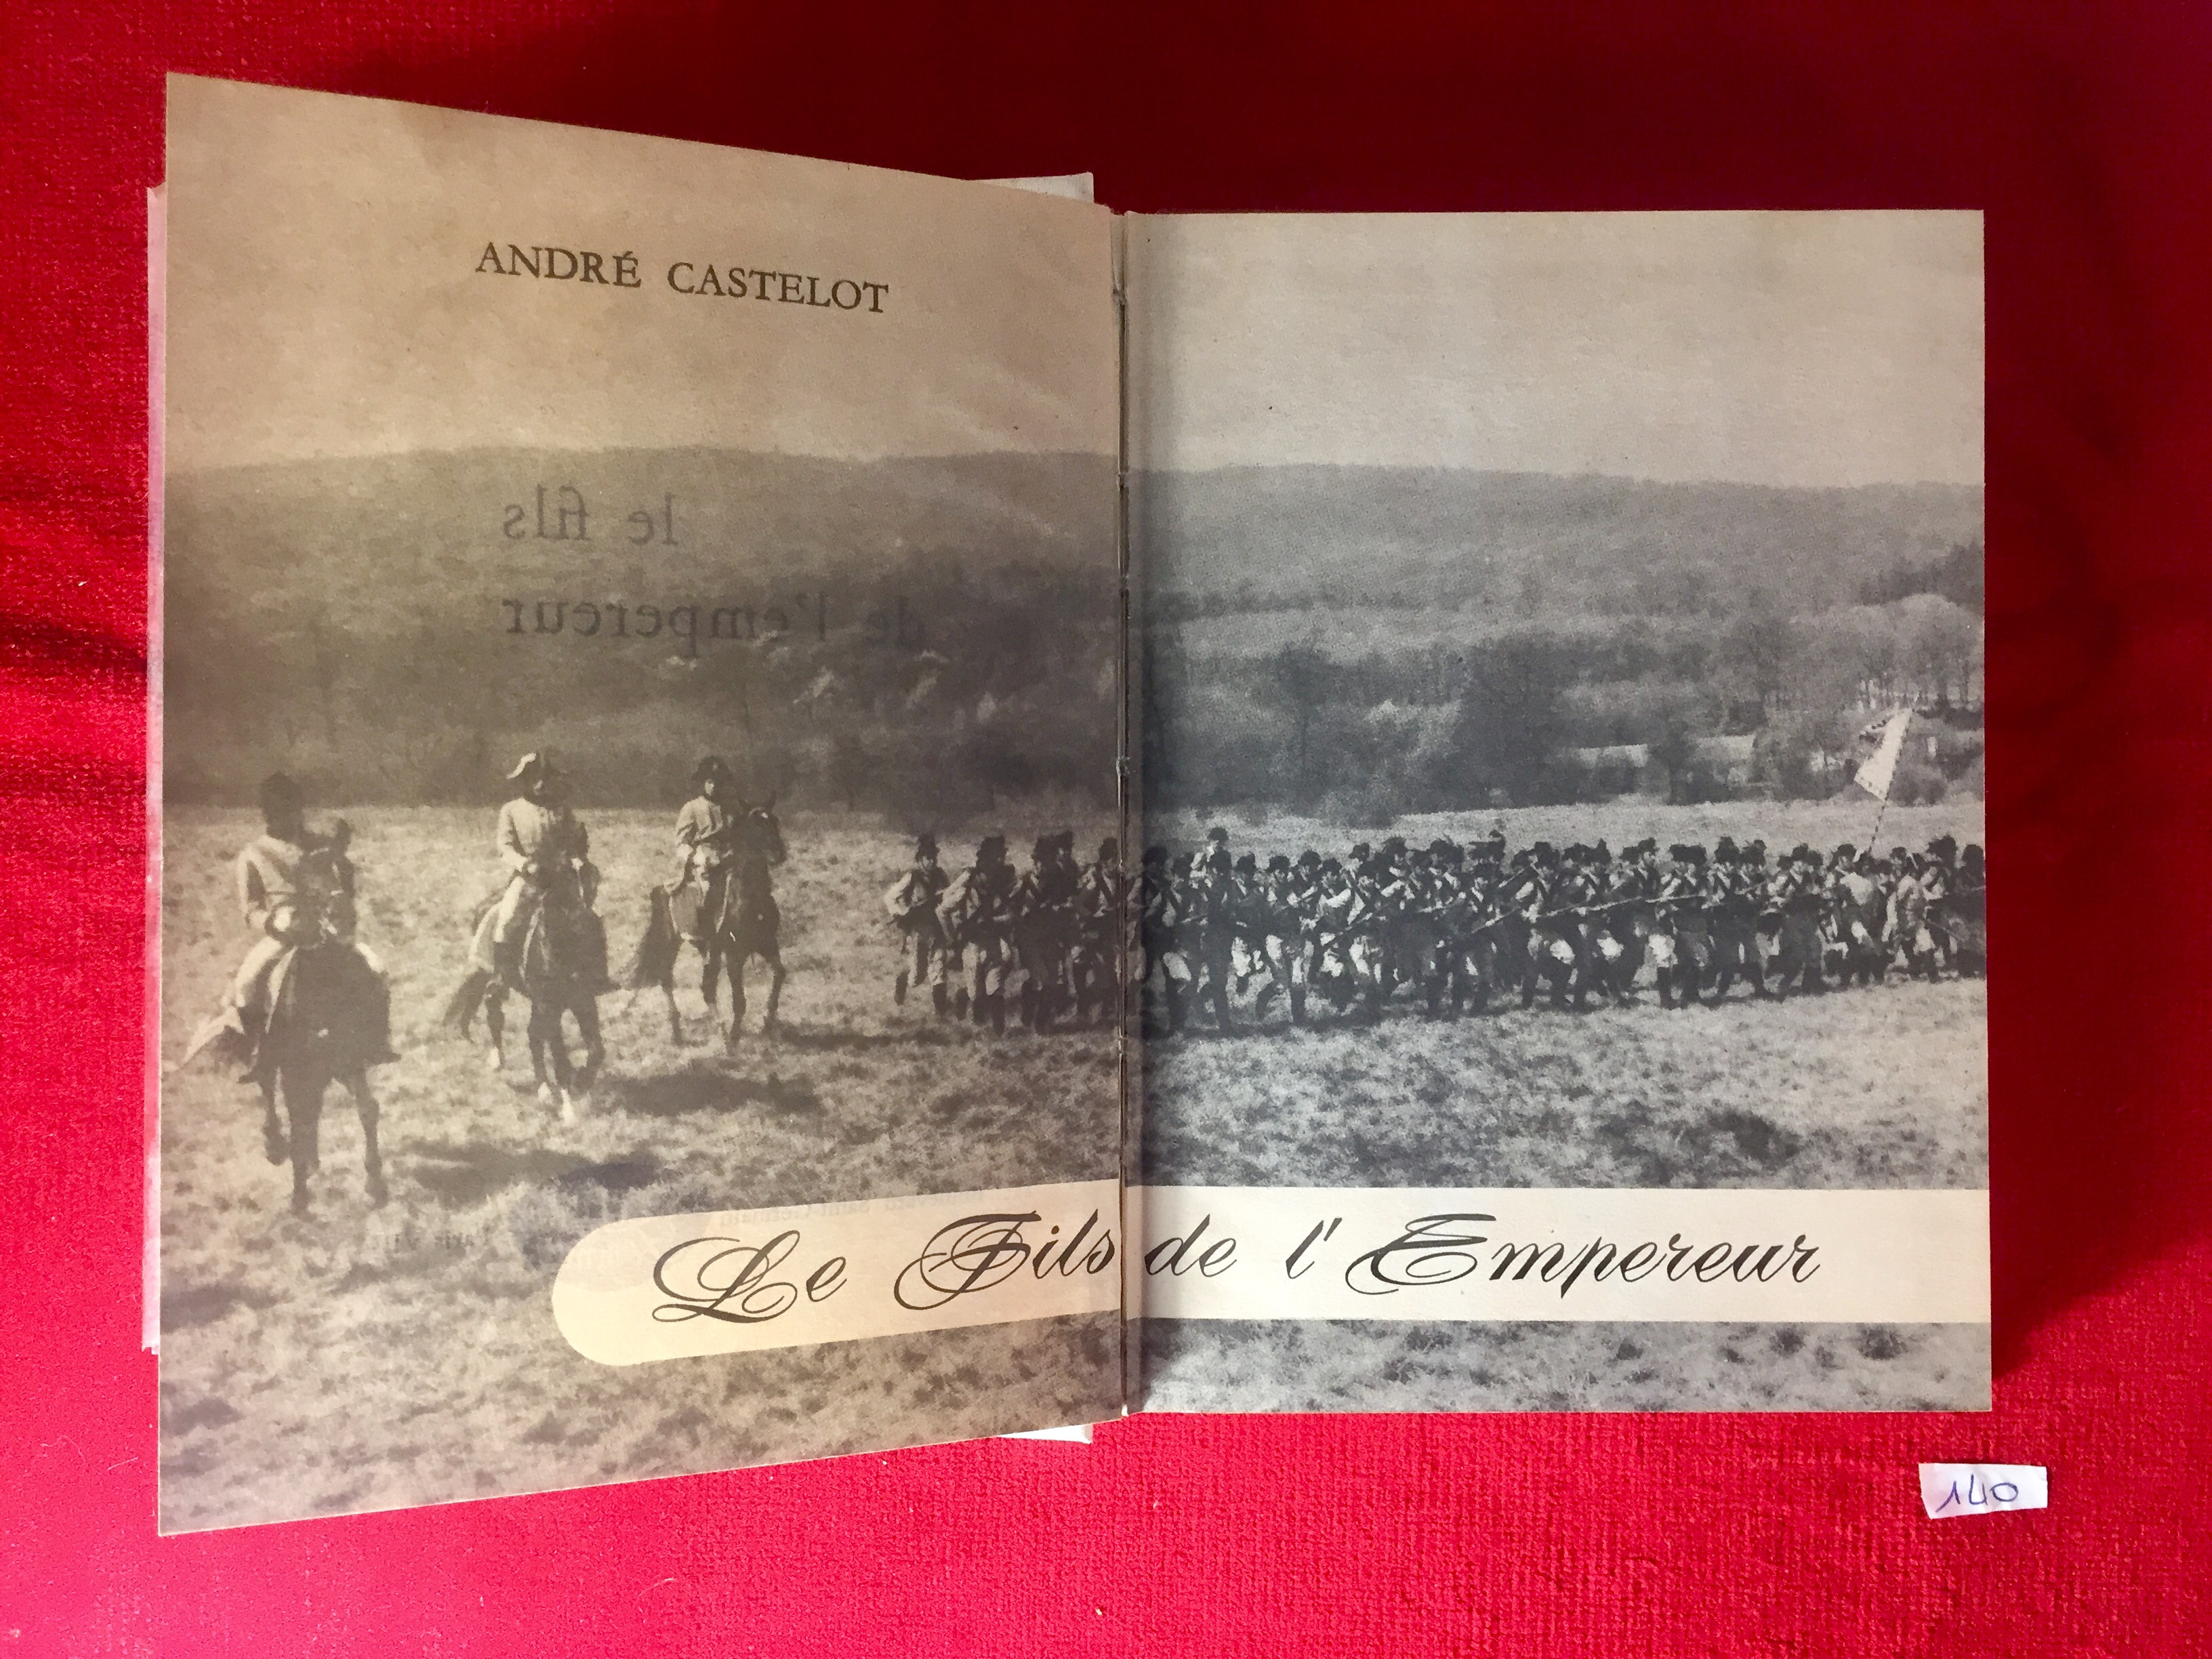 ANDRÉ CASTELOT
le fils
de l'empereur
Le Fils de l'Empereur
140